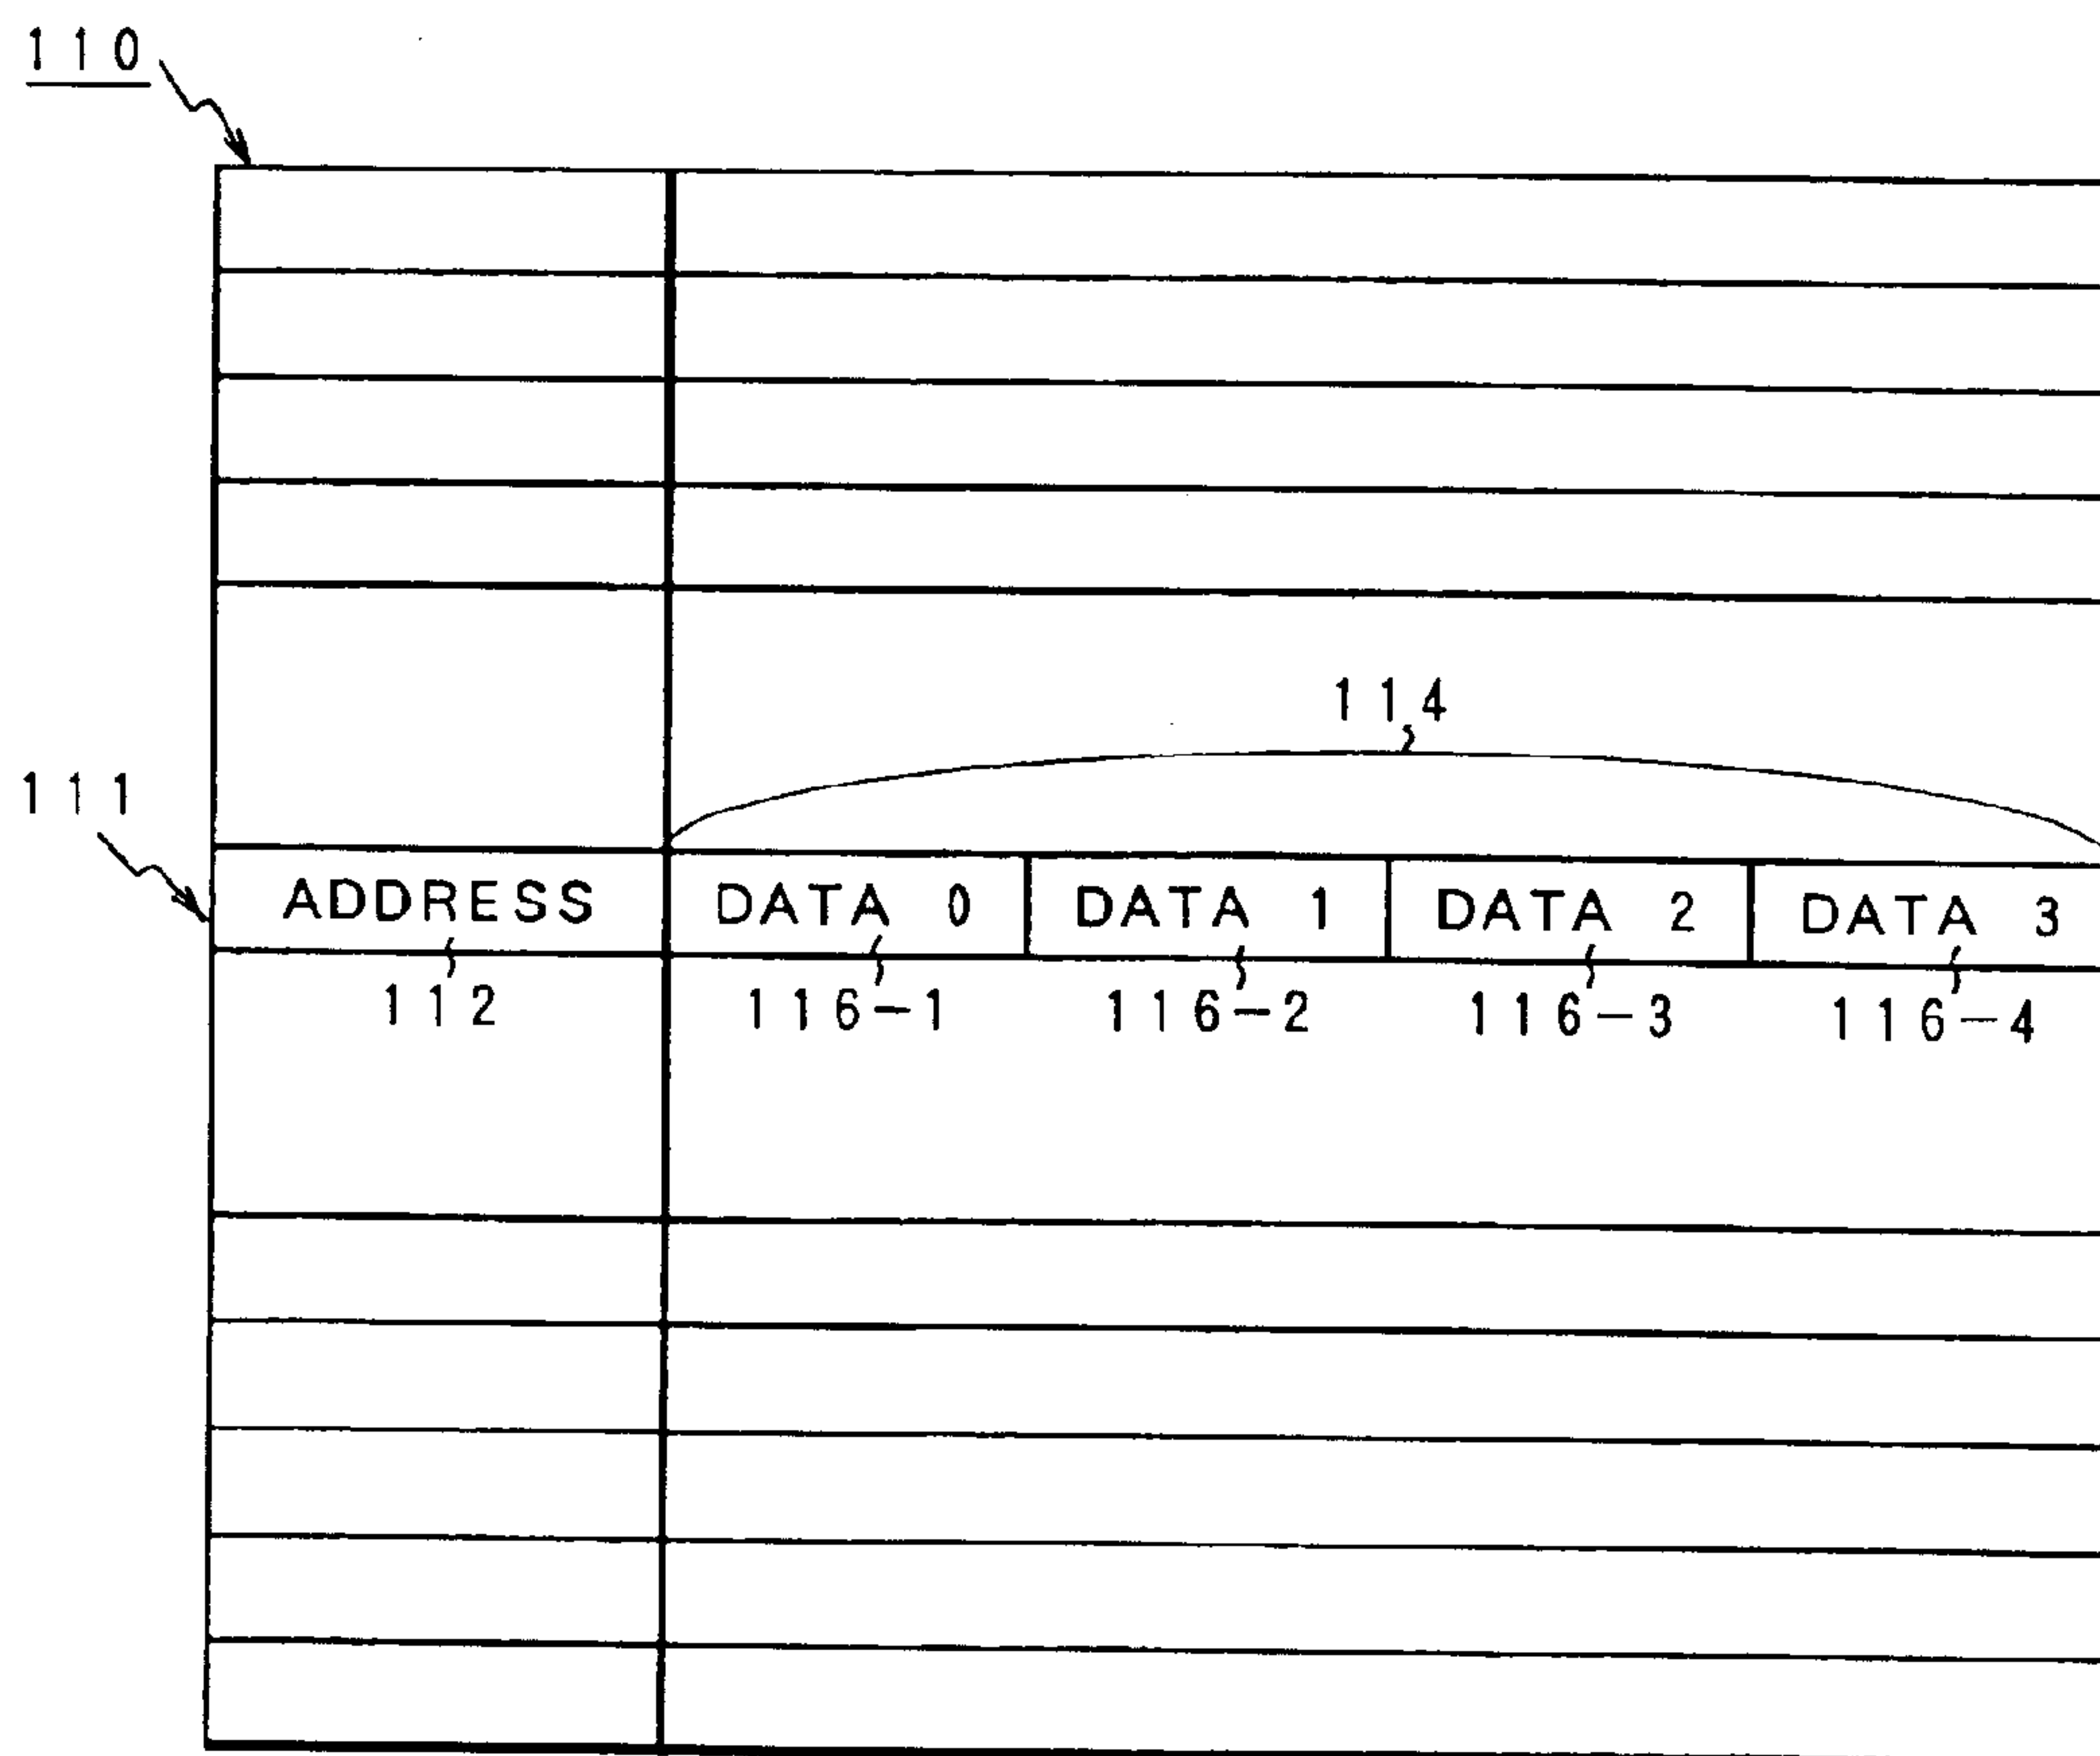 110
114
111
ADDRESS DATA 0 DATA 1 DATA 2 DATA 3
112 116-1 116-2 116-3 116-4